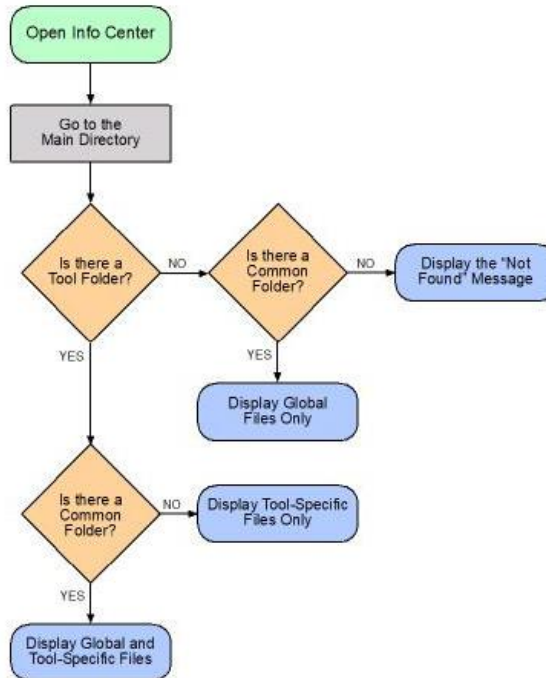 Open Info Center
Go to the
Main Directory
Is there a
Tool Folder?
NO
Is there a
Common
Folder?
NO
Display the "Not
Found" Message
YES
YES
Display Global
Files Only
Is there a
Common
Folder?
NO
Display Tool-Specific
Files Only
YES
Display Global and
Tool-Specific Files